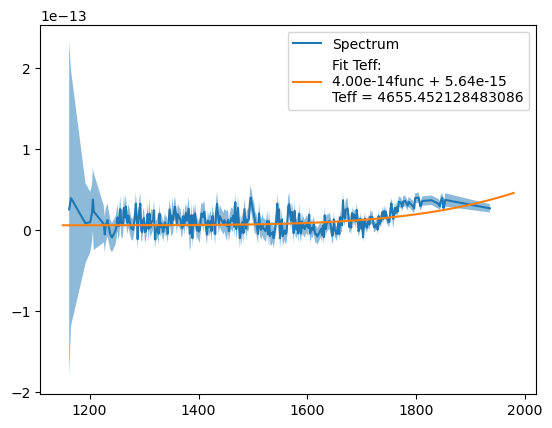 1e−13
Spectrum
Fit Teff:
4.00e-14func + 5.64e-15
Teff = 4655.452128483086
2
1
0
−1
−2
1200 1400 1600 1800 2000